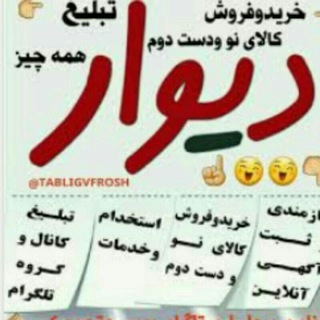 خریدوفروش
تبلیغ
کالای نو ودست دوم
همه چیز
دیوار
@TABLIGVFROSH
ثبت
آگهی
آنلاین
خریدوفروش
کالای نو
و دست دوم
استخدام
وخدمات
تبلیغ
کانال و
گروه
تلگرام